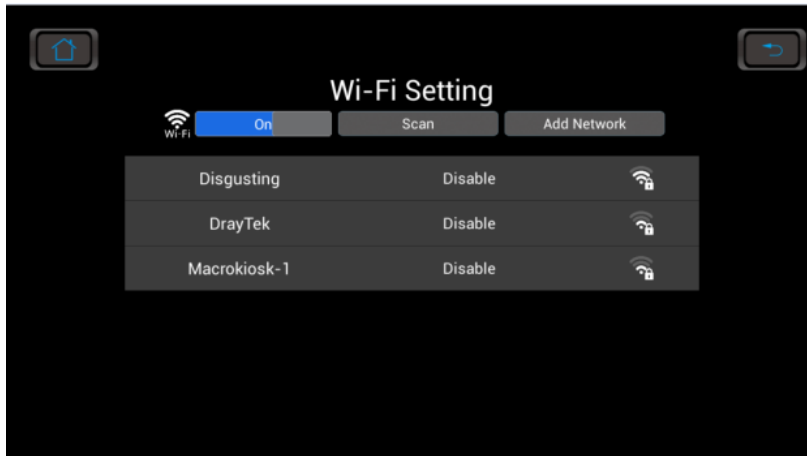 Wi-Fi Setting
Wi-Fi On Scan Add Network
Disgusting Disable
DrayTek Disable
Macrokiosk-1 Disable